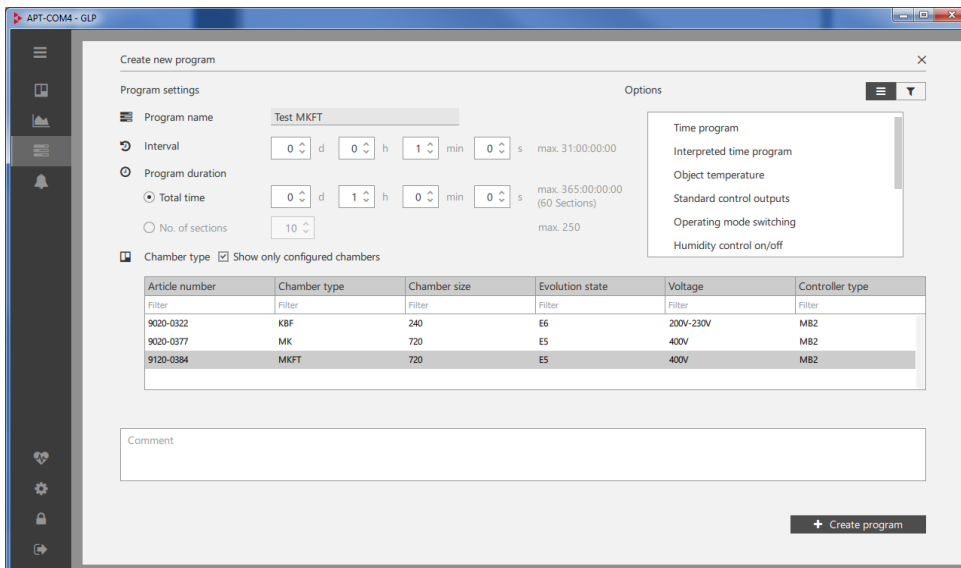 APT-COM4 - GLP
Create new program
Program settings
Options
Program name Test MKFT
Interval 0 d 0 h 1 min 0 s max. 31:00:00:00
Program duration
Total time 0 d 1 h 0 min 0 s max. 365:00:00:00
(60 Sections)
No. of sections 10 max. 250
Time program
Interpreted time program
Object temperature
Standard control outputs
Operating mode switching
Humidity control on/off
Chamber type Show only configured chambers
Article number Chamber type Chamber size Evolution state Voltage Controller type
Filter Filter Filter Filter Filter Filter
9020-0322 KBF 240 E6 200V-230V MB2
9020-0377 MK 720 E5 400V MB2
9120-0384 MKFT 720 E5 400V MB2
Comment
+ Create program